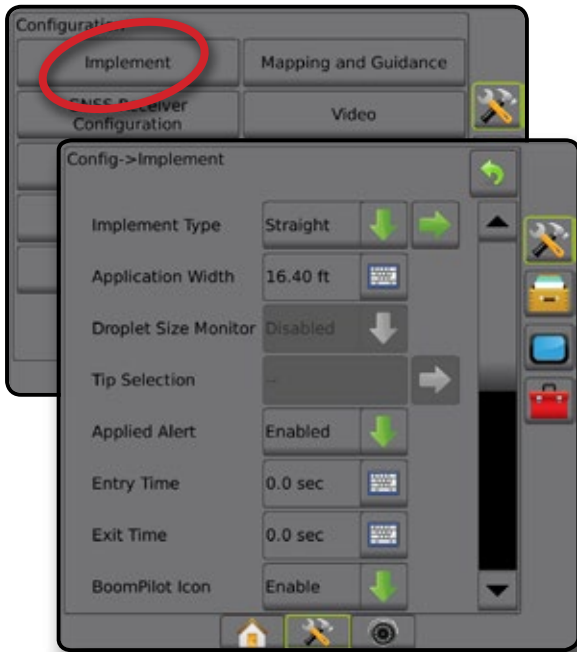 Configuration
Implement
Mapping and Guidance
GNSS Receiver
Configuration
Video
Config->Implement
Implement Type
Straight
Application Width
16.40 ft
Droplet Size Monitor
Disabled
Tip Selection
--
Applied Alert
Enabled
Entry Time
0.0 sec
Exit Time
0.0 sec
BoomPilot Icon
Enable